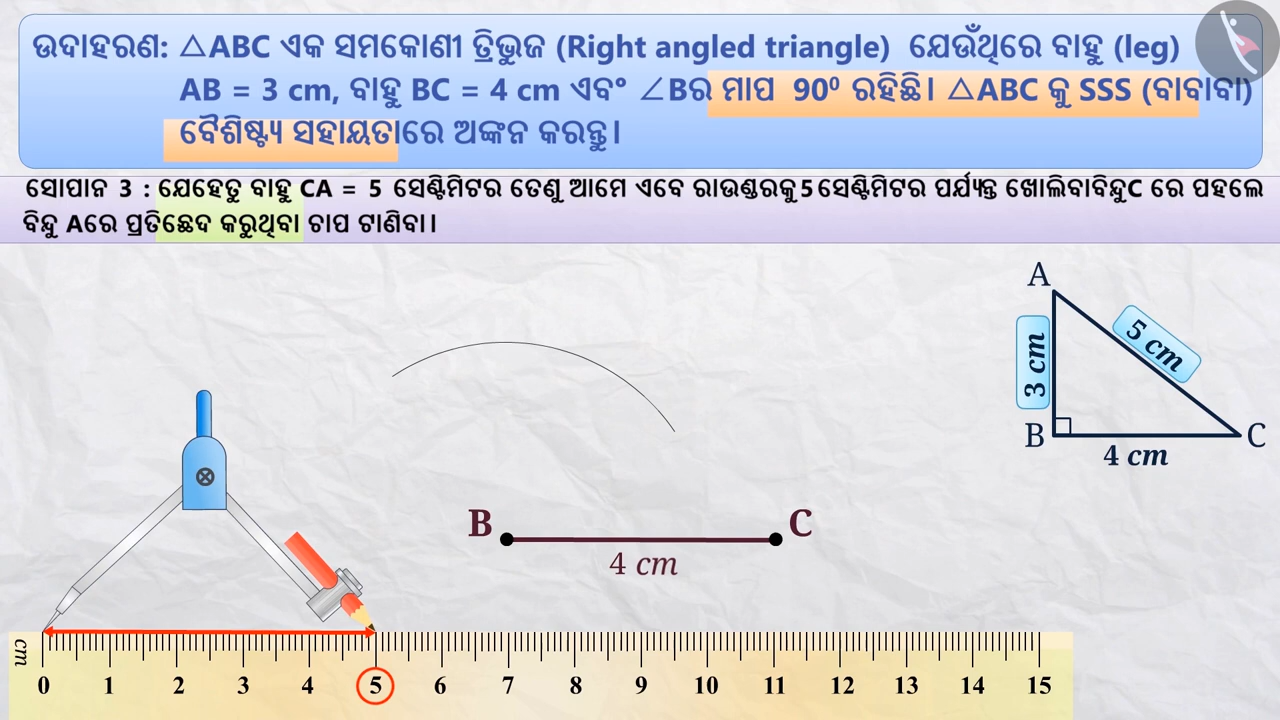 ଉଦାହରଣ: △ABC ଏକ ସମକୋଣୀ ତ୍ରିଭୁଜ (Right angled triangle) ଯେଉଁଥିରେ ବାହୁ (leg)
AB = 3 cm, ବାହୁ BC = 4 cm ଏବଂ ∠Bର ମାପ 90⁰ ରହିଛି। △ABC କୁ SSS (ବାବାବା)
ବୈଶିଷ୍ଟ୍ୟ ସହାୟତାରେ ଅଙ୍କନ କରନ୍ତୁ।
ସୋପାନ 3 : ଯେହେତୁ ବାହୁ CA = 5 ସେଣ୍ଟିମିଟର ତେଣୁ ଆମେ ଏବେ ରାଉଣ୍ଡରକୁ 5 ସେଣ୍ଟିମିଟର ପର୍ଯ୍ୟନ୍ତ ଖୋଲିବା ବିନ୍ଦୁ C ରେ ପହଲେ
ବିନ୍ଦୁ Aରେ ପ୍ରତିଛେଦ କରୁଥିବା ଚାପ ଟାଣିବା।
A
3 cm
5 cm
B
C
4 cm
B
C
4 cm
cm
0 1 2 3 4 5 6 7 8 9 10 11 12 13 14 15